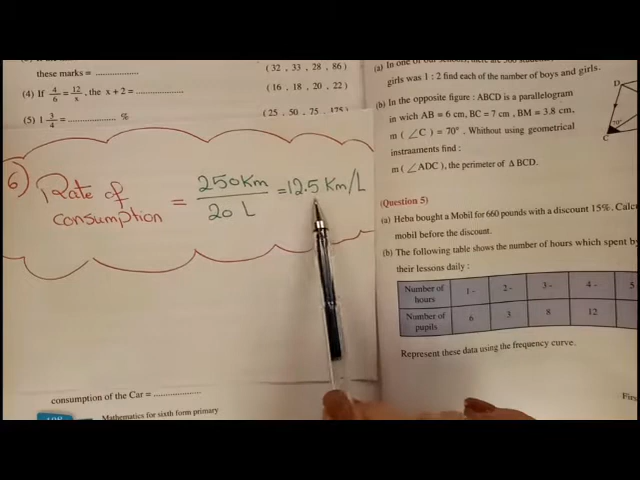 these marks = ..................
(32 , 33 , 28 , 86)
(4) If 4/6 = 12/x , the x + 2 = ..................
(16 , 18 , 20 , 22)
(5) 1 3/4 = .................. %
(25 , 50 , 75 , 175)
6) Rate of consumption = 250 Km / 20 L = 12.5 Km/L
consumption of the Car = ..................
Mathematics for sixth form primary
girls was 1 : 2 find each of the number of boys and girls.
(b) In the opposite figure : ABCD is a parallelogram
in wich AB = 6 cm, BC = 7 cm , BM = 3.8 cm.
m (∠C) = 70° . Whithout using geometrical
instraaments find :
m (∠ADC), the perimeter of Δ BCD.
D
C
70°
(Question 5)
(a) Heba bought a Mobil for 660 pounds with a discount 15%. Calc
mobil before the discount.
(b) The following table shows the number of hours which spent by
their lessons daily :
Number of hours 1 - 2 - 3 - 4 - 5
Number of pupils 6 3 8 12
Represent these data using the frequency curve.
Firs